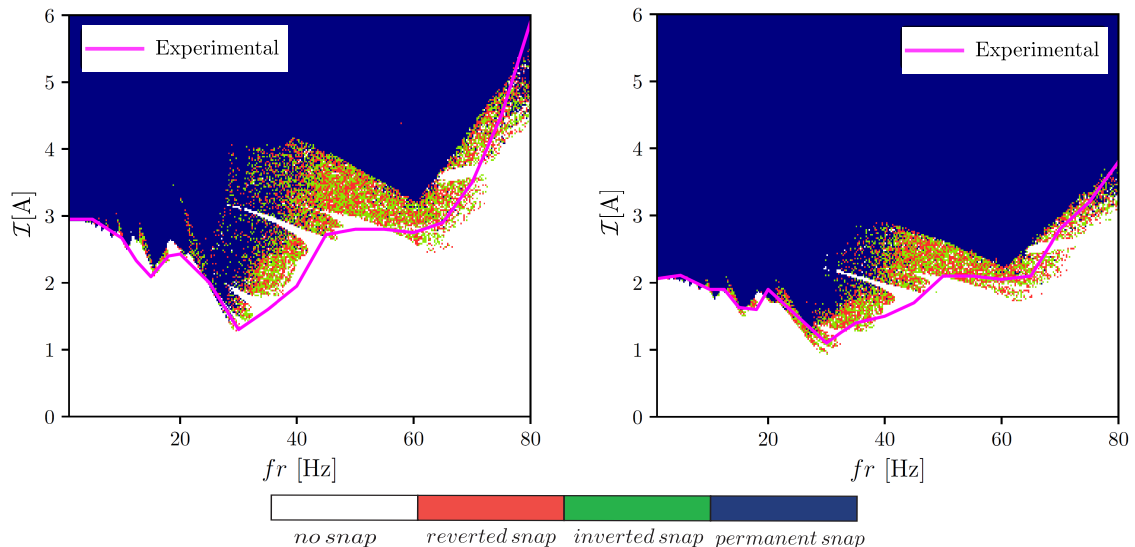 6
5
4
3
2
1
0
ℐ[A]
Experimental
20
40
60
80
fr [Hz]
6
5
4
3
2
1
0
ℐ[A]
Experimental
20
40
60
80
fr [Hz]
no snap
reverted snap
inverted snap
permanent snap